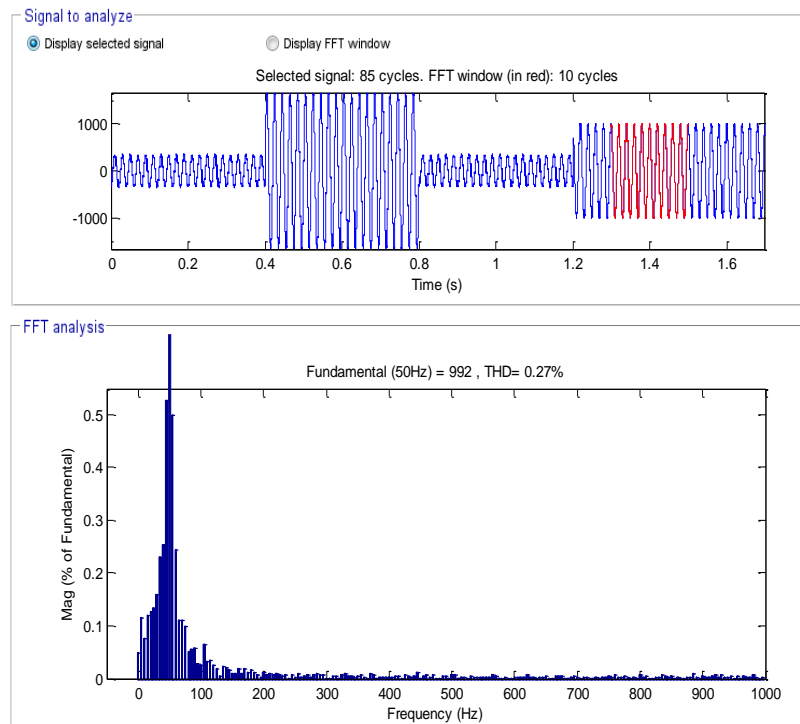 Signal to analyze
Display selected signal
Display FFT window
Selected signal: 85 cycles. FFT window (in red): 10 cycles
1000
0
-1000
0 0.2 0.4 0.6 0.8 1 1.2 1.4 1.6
Time (s)
FFT analysis
Fundamental (50Hz) = 992 , THD= 0.27%
Mag (% of Fundamental)
0.5
0.4
0.3
0.2
0.1
0
0 100 200 300 400 500 600 700 800 900 1000
Frequency (Hz)